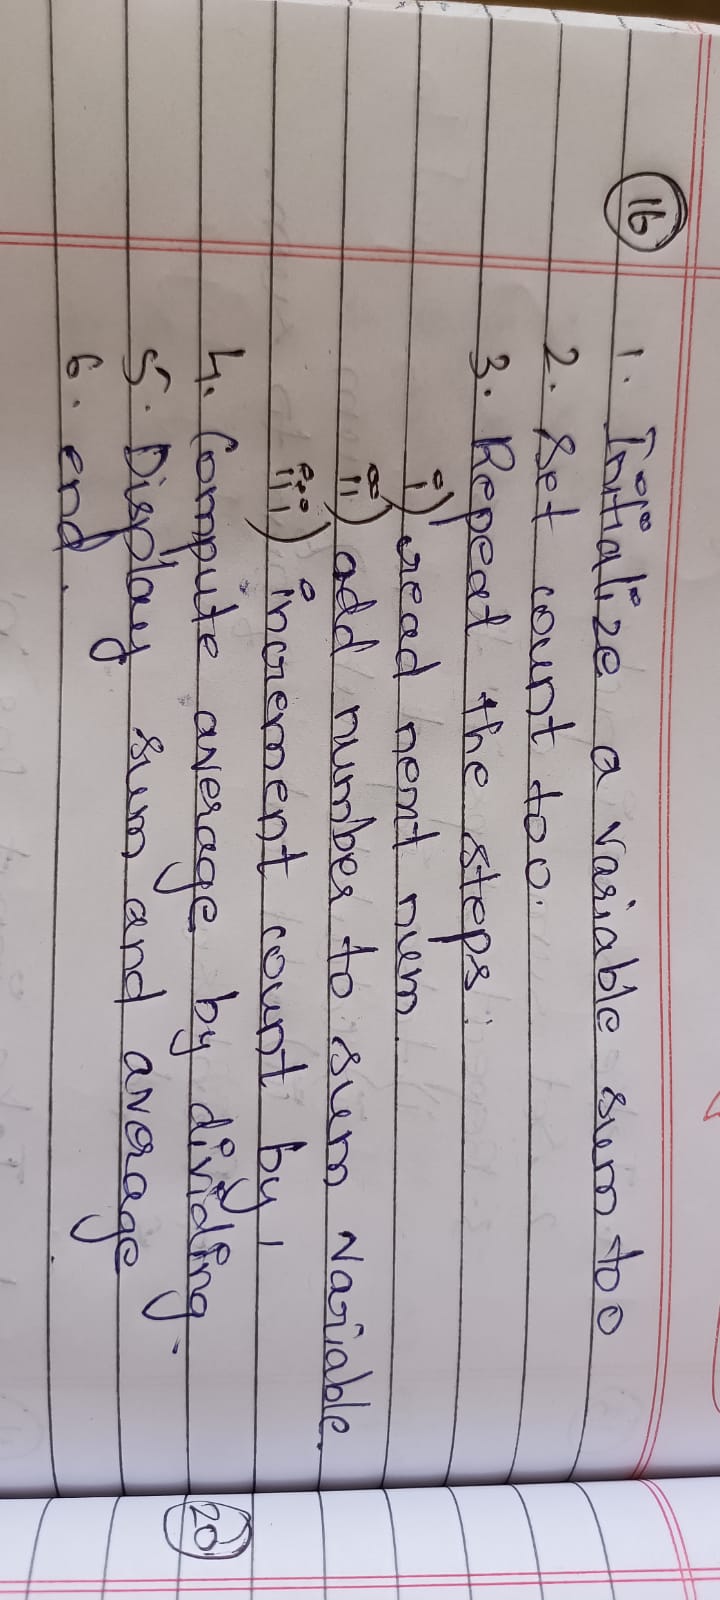 16
1. Initialize a variable sum to 0
2. Set count to 0.
3. Repeat the steps:
i) read next num
ii) add number to sum variable.
iii) increment count by 1
4. Compute average by dividing.
5. Display sum and average
6. end.
20